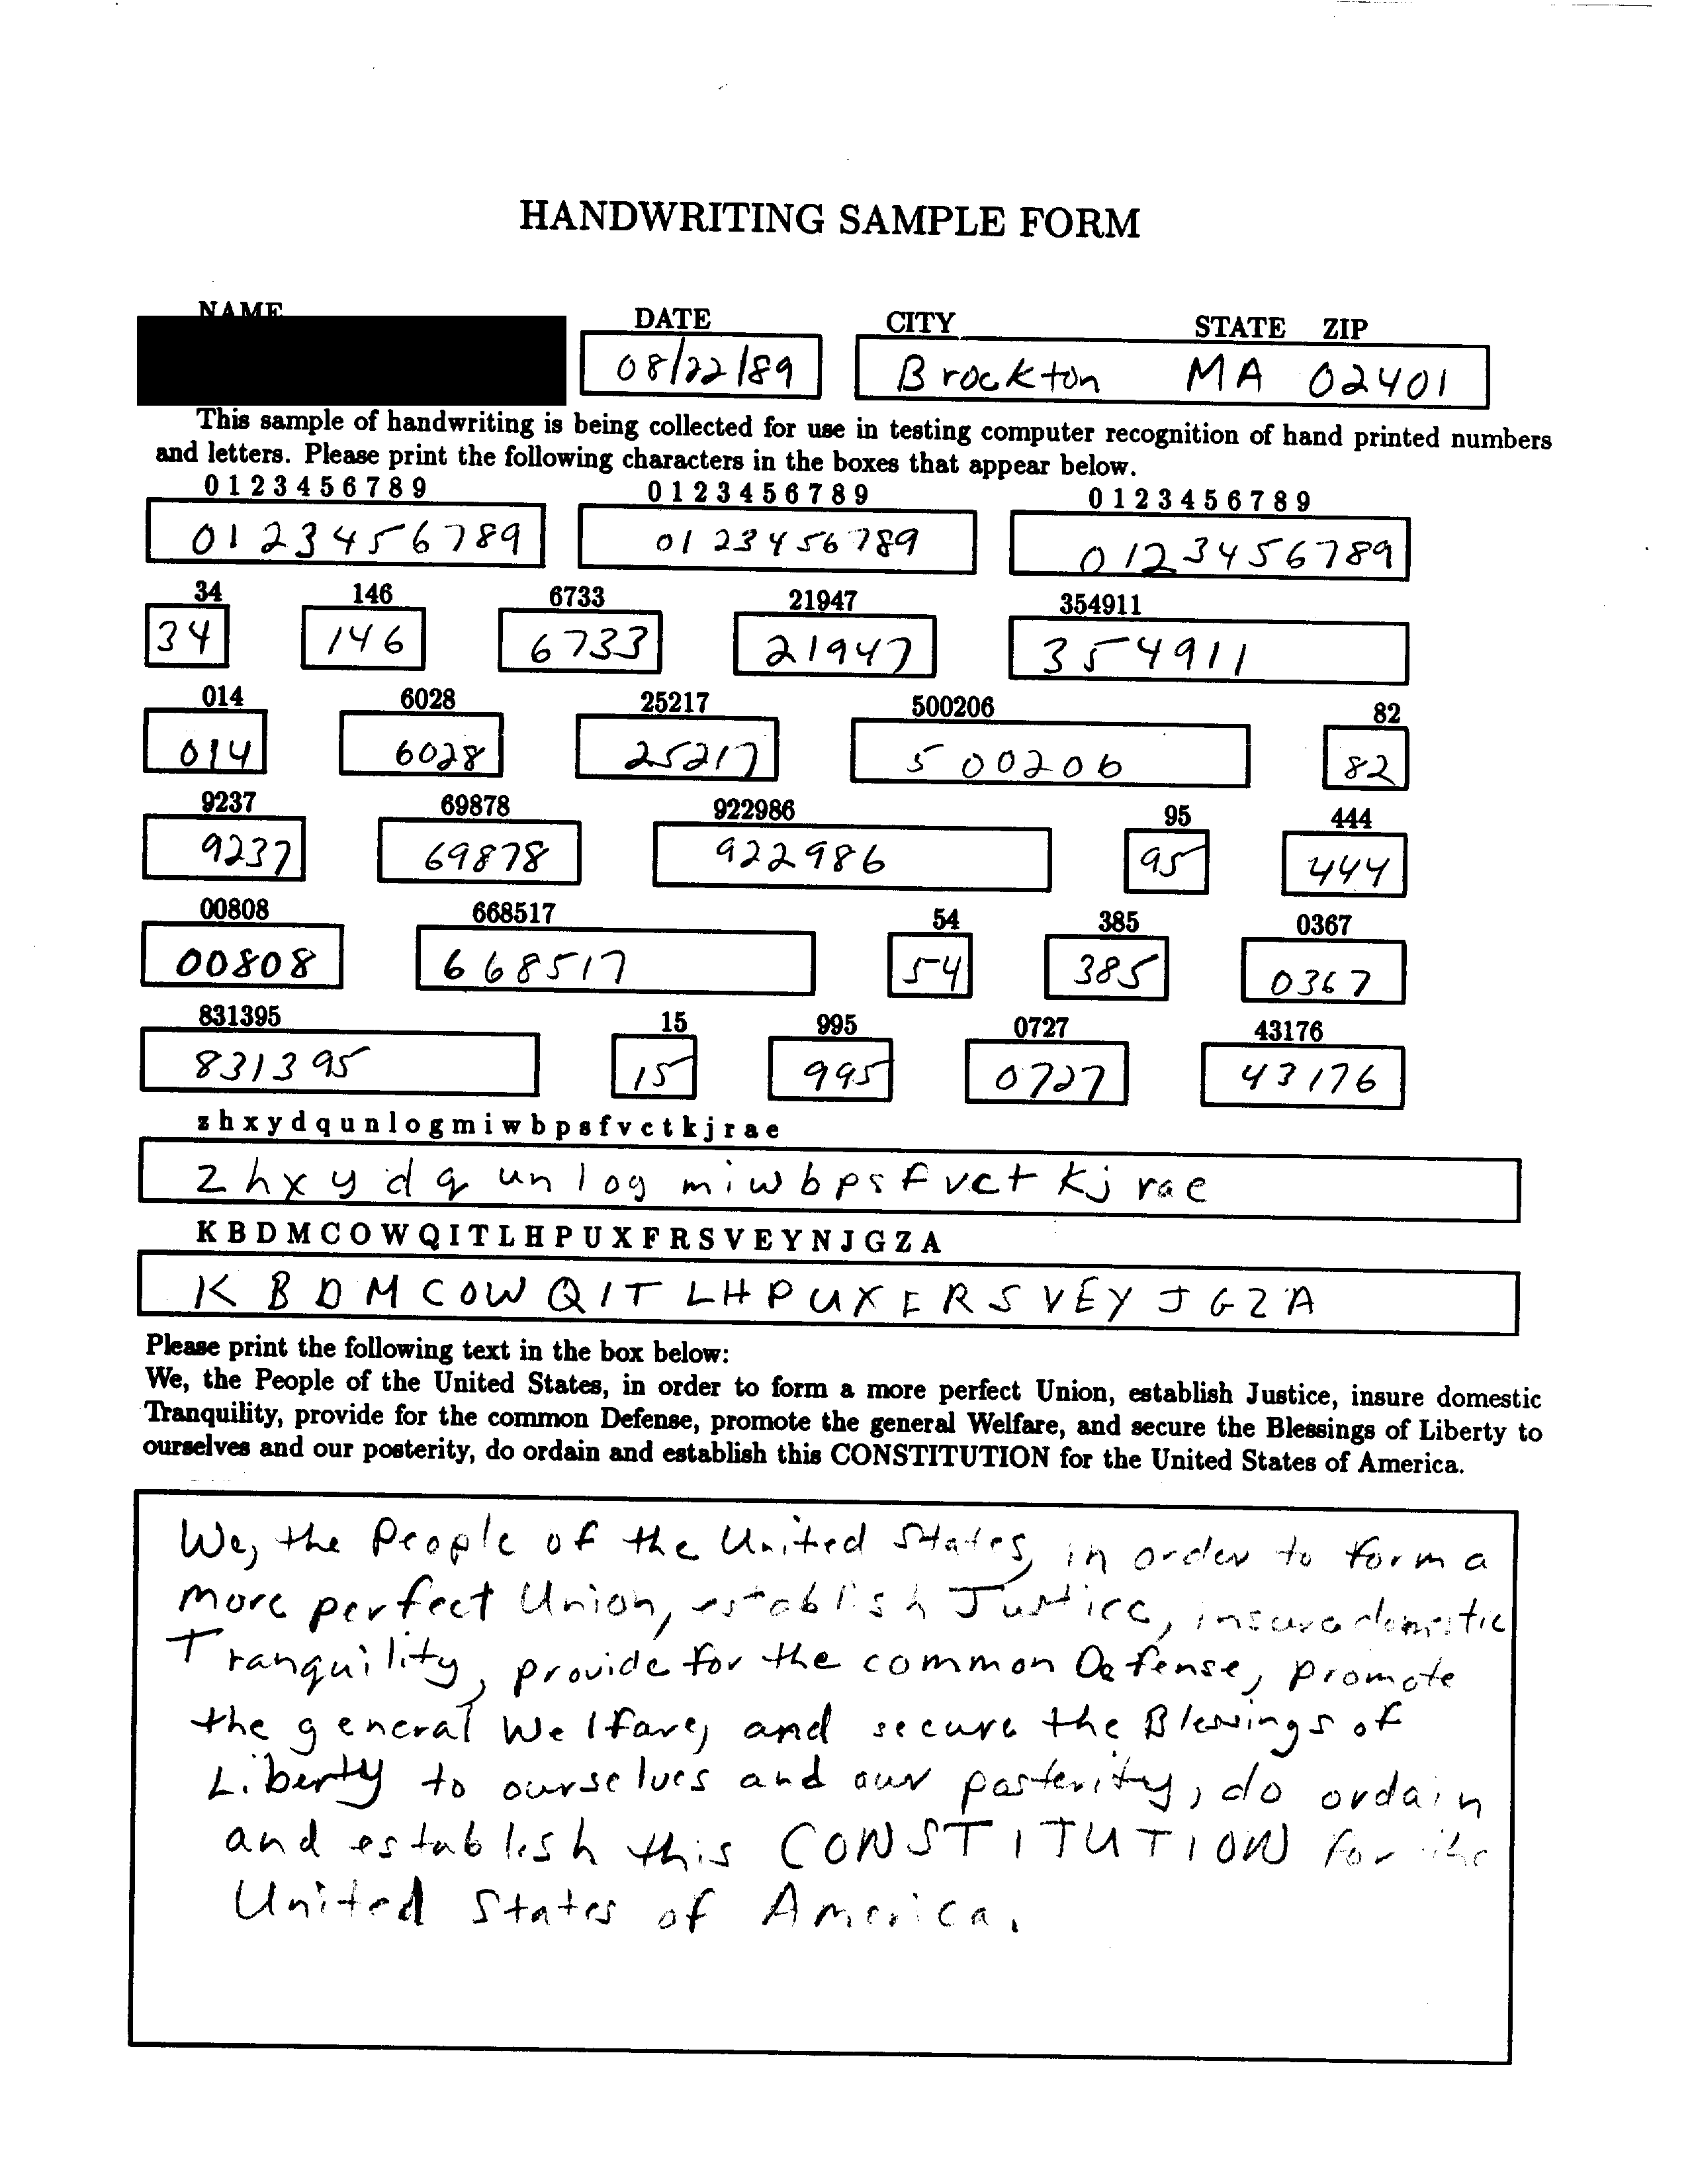 HANDWRITING SAMPLE FORM
NAME DATE CITY STATE ZIP
08/22/89 Brockton MA 02401
This sample of handwriting is being collected for use in testing computer recognition of hand printed numbers
and letters. Please print the following characters in the boxes that appear below.
0 1 2 3 4 5 6 7 8 9 0 1 2 3 4 5 6 7 8 9 0 1 2 3 4 5 6 7 8 9
0123456789 0123456789 0123456789
34 146 6733 21947 354911
34 146 6733 21947 354911
014 6028 25217 500206 82
014 6028 25217 500206 82
9237 69878 922986 95 444
9237 69878 922986 95 444
00808 668517 54 385 0367
00808 668517 54 385 0367
831395 15 995 0727 43176
831395 15 995 0727 43176
z h x y d q u n l o g m i w b p s f v c t k j r a e
z h x y d q u n l o g m i w b p s f v c t k j r a e
K B D M C O W Q I T L H P U X F R S V E Y N J G Z A
K B D M C O W Q I T L H P U X F R S V E Y J G Z A
Please print the following text in the box below:
We, the People of the United States, in order to form a more perfect Union, establish Justice, insure domestic
Tranquility, provide for the common Defense, promote the general Welfare, and secure the Blessings of Liberty to
ourselves and our posterity, do ordain and establish this CONSTITUTION for the United States of America.
We, the People of the United States, in order to form a
more perfect Union, establish Justice, insure domestic
Tranquility, provide for the common Defense, promote
the general Welfare, and secure the Blessings of
Liberty to ourselves and our posterity, do ordain
and establish this CONSTITUTION for the
United States of America.